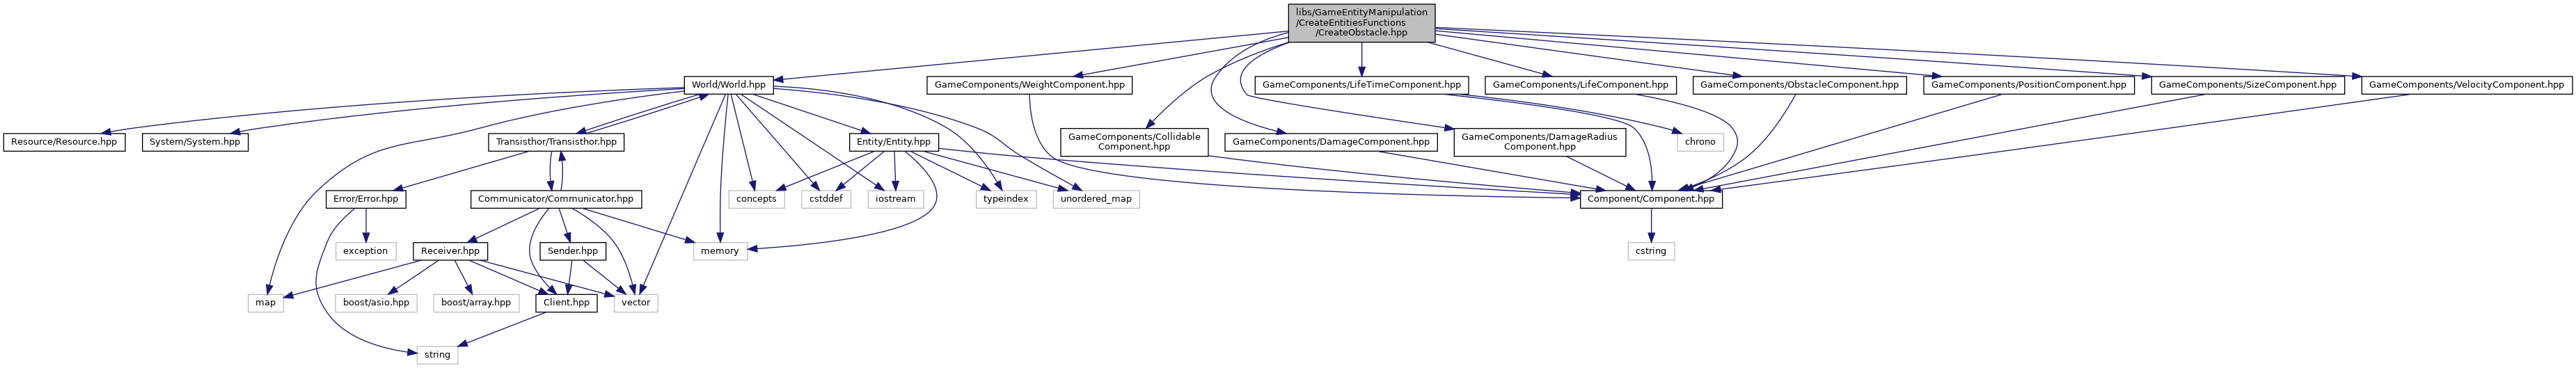 libs/GameEntityManipulation
/CreateEntitiesFunctions
/CreateObstacle.hpp
World/World.hpp
GameComponents/WeightComponent.hpp
GameComponents/LifeTimeComponent.hpp
GameComponents/LifeComponent.hpp
GameComponents/ObstacleComponent.hpp
GameComponents/PositionComponent.hpp
GameComponents/SizeComponent.hpp
GameComponents/VelocityComponent.hpp
Resource/Resource.hpp
System/System.hpp
Transisthor/Transisthor.hpp
Entity/Entity.hpp
GameComponents/Collidable
Component.hpp
GameComponents/DamageComponent.hpp
GameComponents/DamageRadius
Component.hpp
chrono
Error/Error.hpp
Communicator/Communicator.hpp
concepts
cstddef
iostream
typeindex
unordered_map
Component/Component.hpp
exception
Receiver.hpp
Sender.hpp
memory
cstring
map
boost/asio.hpp
boost/array.hpp
Client.hpp
vector
string